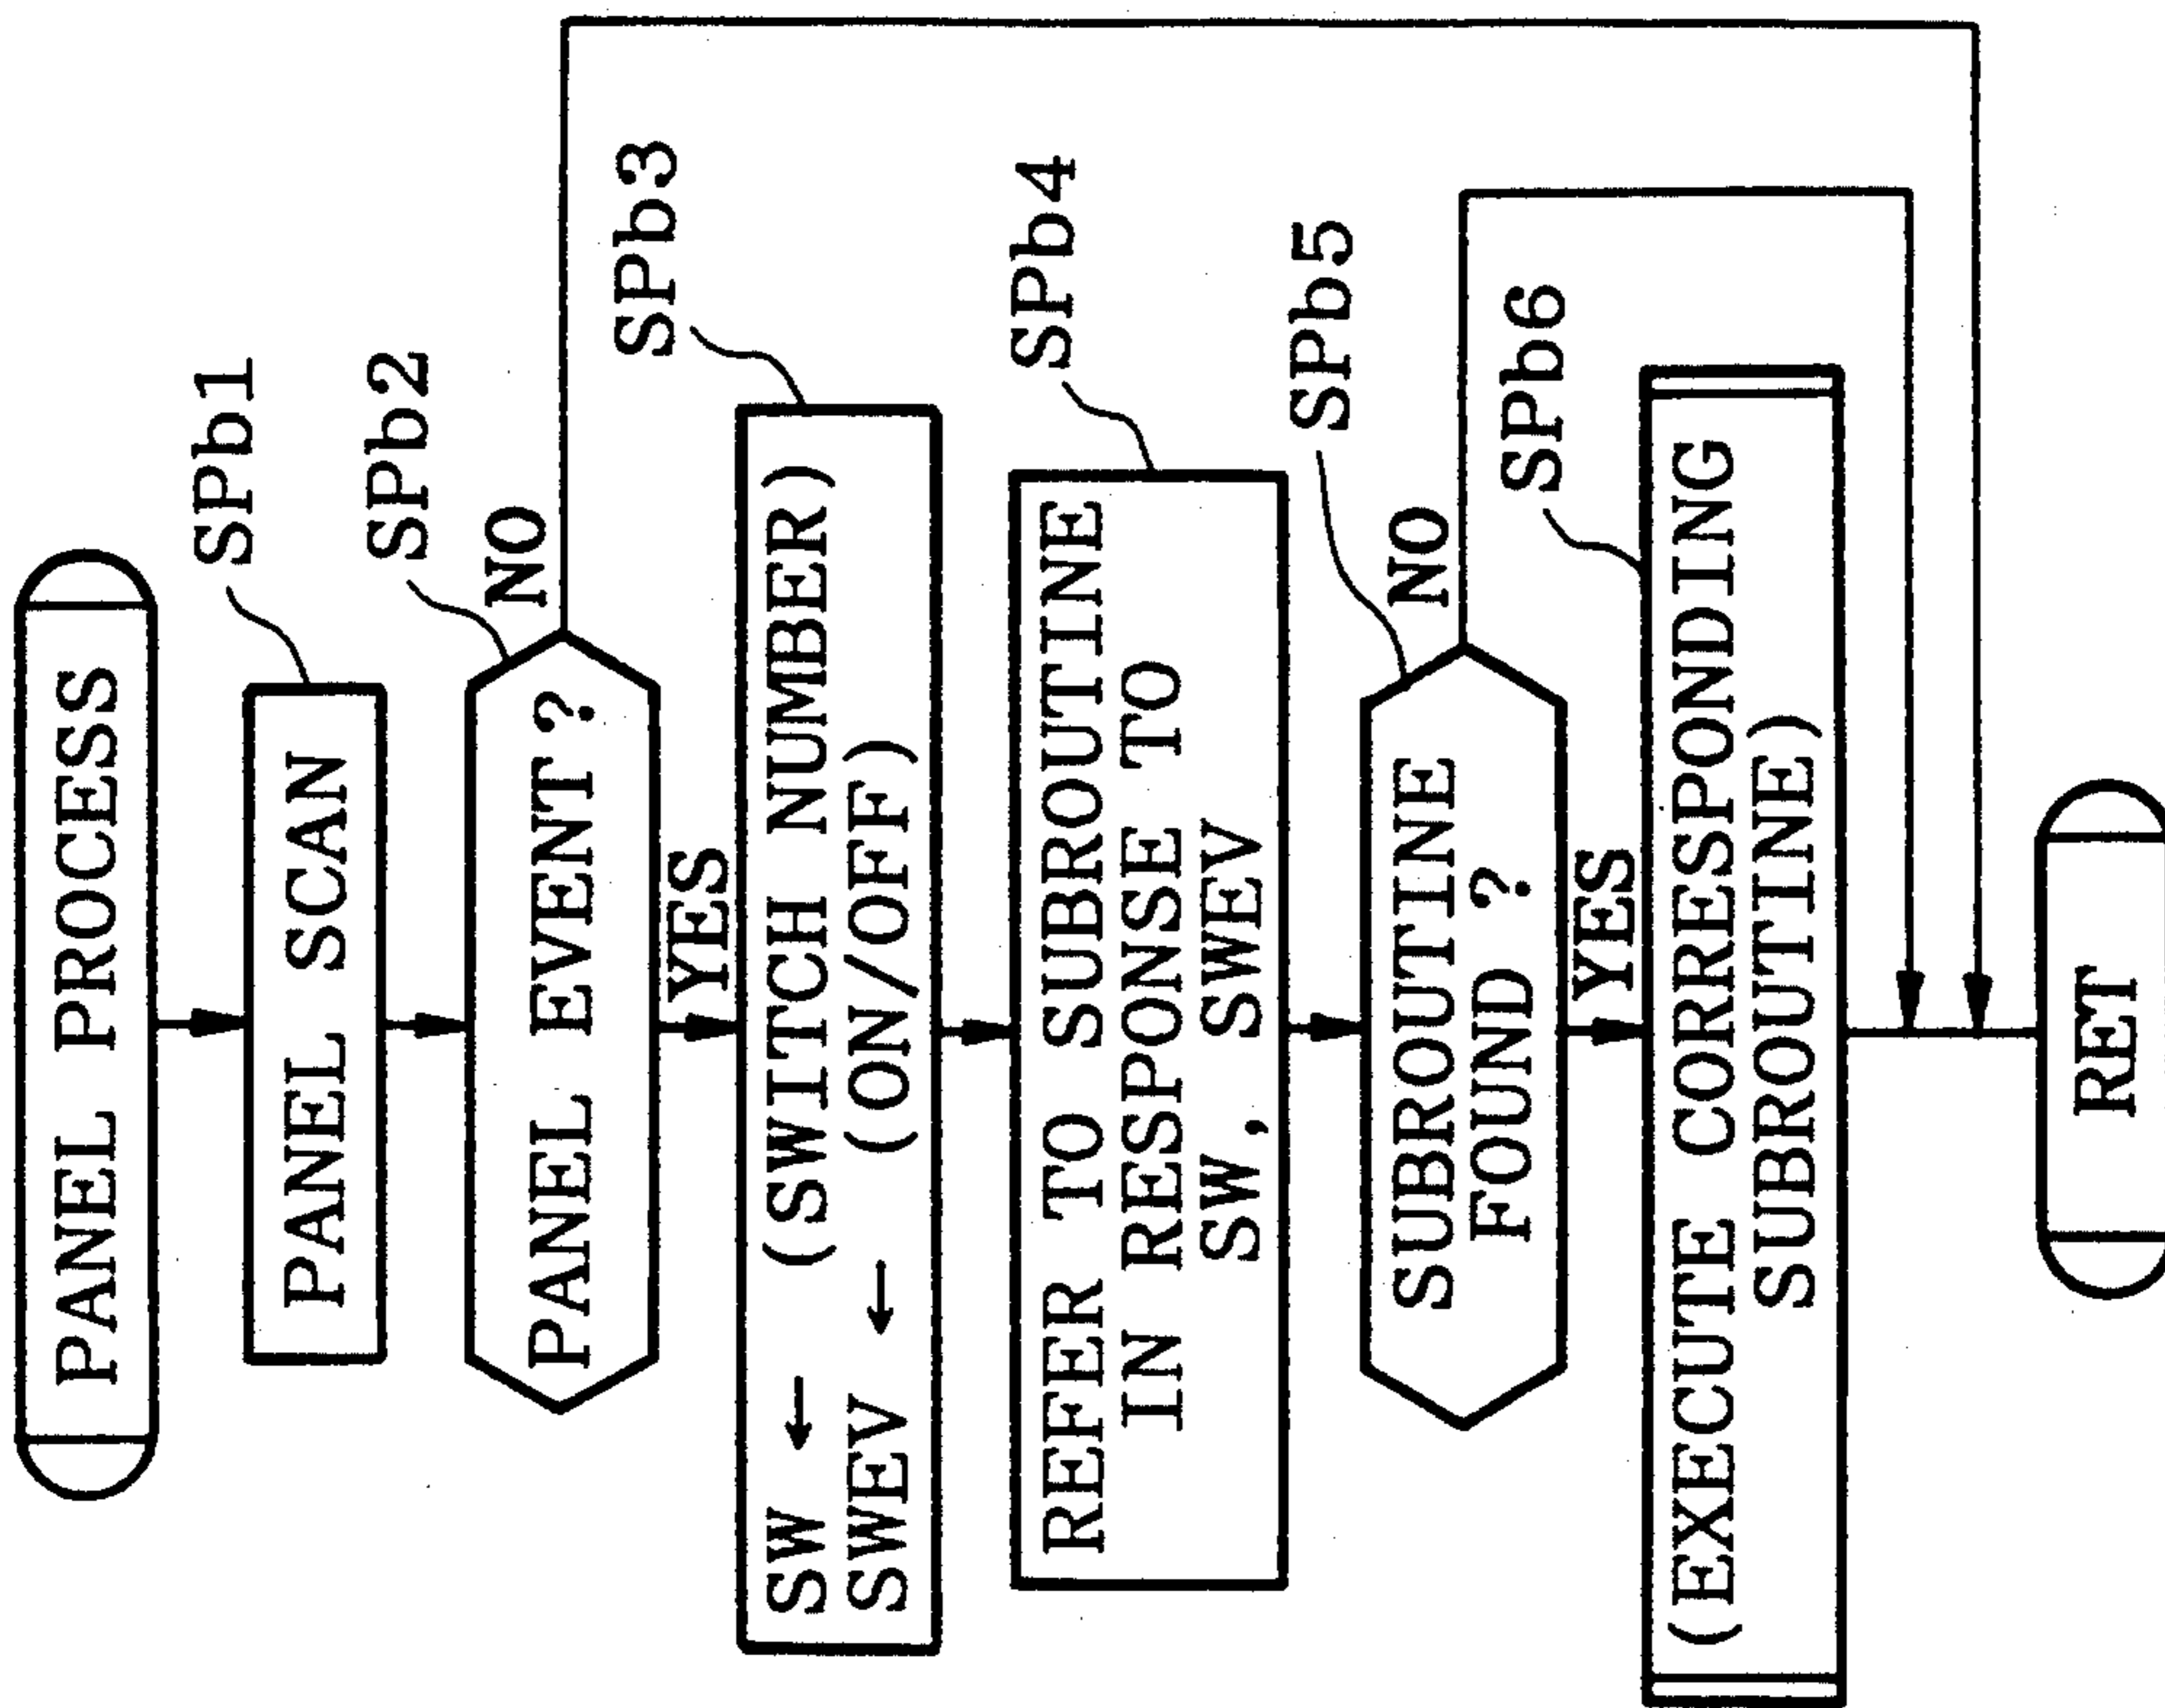 PANEL PROCESS
SPb1
PANEL SCAN
SPb2
PANEL EVENT?
NO
YES
SPb3
SW ← (SWITCH NUMBER)
SWEV ← (ON/OFF)
SPb4
REFER TO SUBROUTINE
IN RESPONSE TO
SW, SWEV
SPb5
SUBROUTINE
FOUND ?
NO
YES
SPb6
(EXECUTE CORRESPONDING
SUBROUTINE)
RET